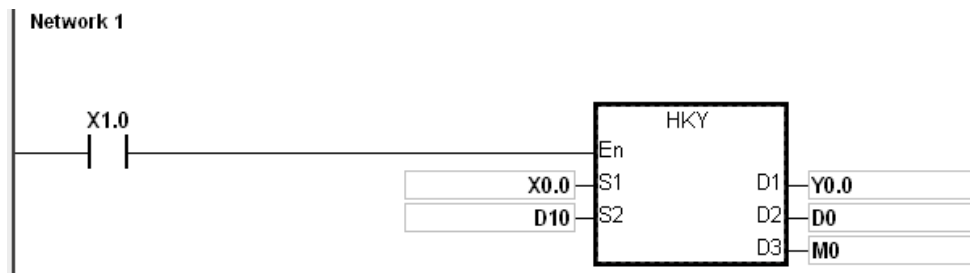 Network 1
X1.0
HKY
En
X0.0 S1 D1 Y0.0
D10 S2 D2 D0
D3 M0